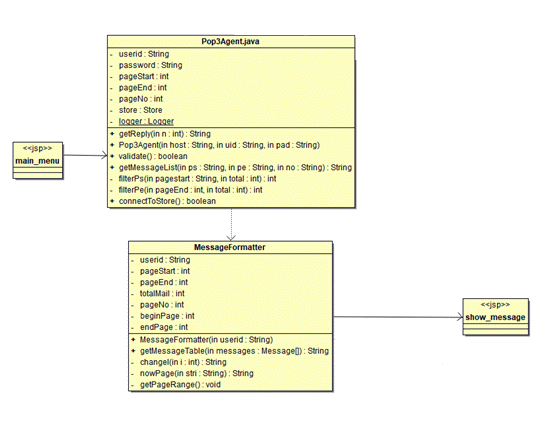 Pop3Agent.java
- userid : String
- password : String
- pageStart : int
- pageEnd : int
- pageNo : int
- store : Store
- logger : Logger
+ getReply(in n : int) : String
+ Pop3Agent(in host : String, in uid : String, in pad : String)
+ validate() : boolean
+ getMessageList(in ps : String, in pe : String, in no : String) : String
- filterPs(in pagestart : String, in total : int) : int
- filterPe(in pageEnd : int, in total : int) : int
+ connectToStore() : boolean
<<jsp>>
main_menu
MessageFormatter
- userid : String
- pageStart : int
- pageEnd : int
- totalMail : int
- pageNo : int
- beginPage : int
- endPage : int
+ MessageFormatter(in userid : String)
+ getMessageTable(in messages : Message[]) : String
- changeI(in i : int) : String
- nowPage(in stri : String) : String
- getPageRange() : void
<<jsp>>
show_message